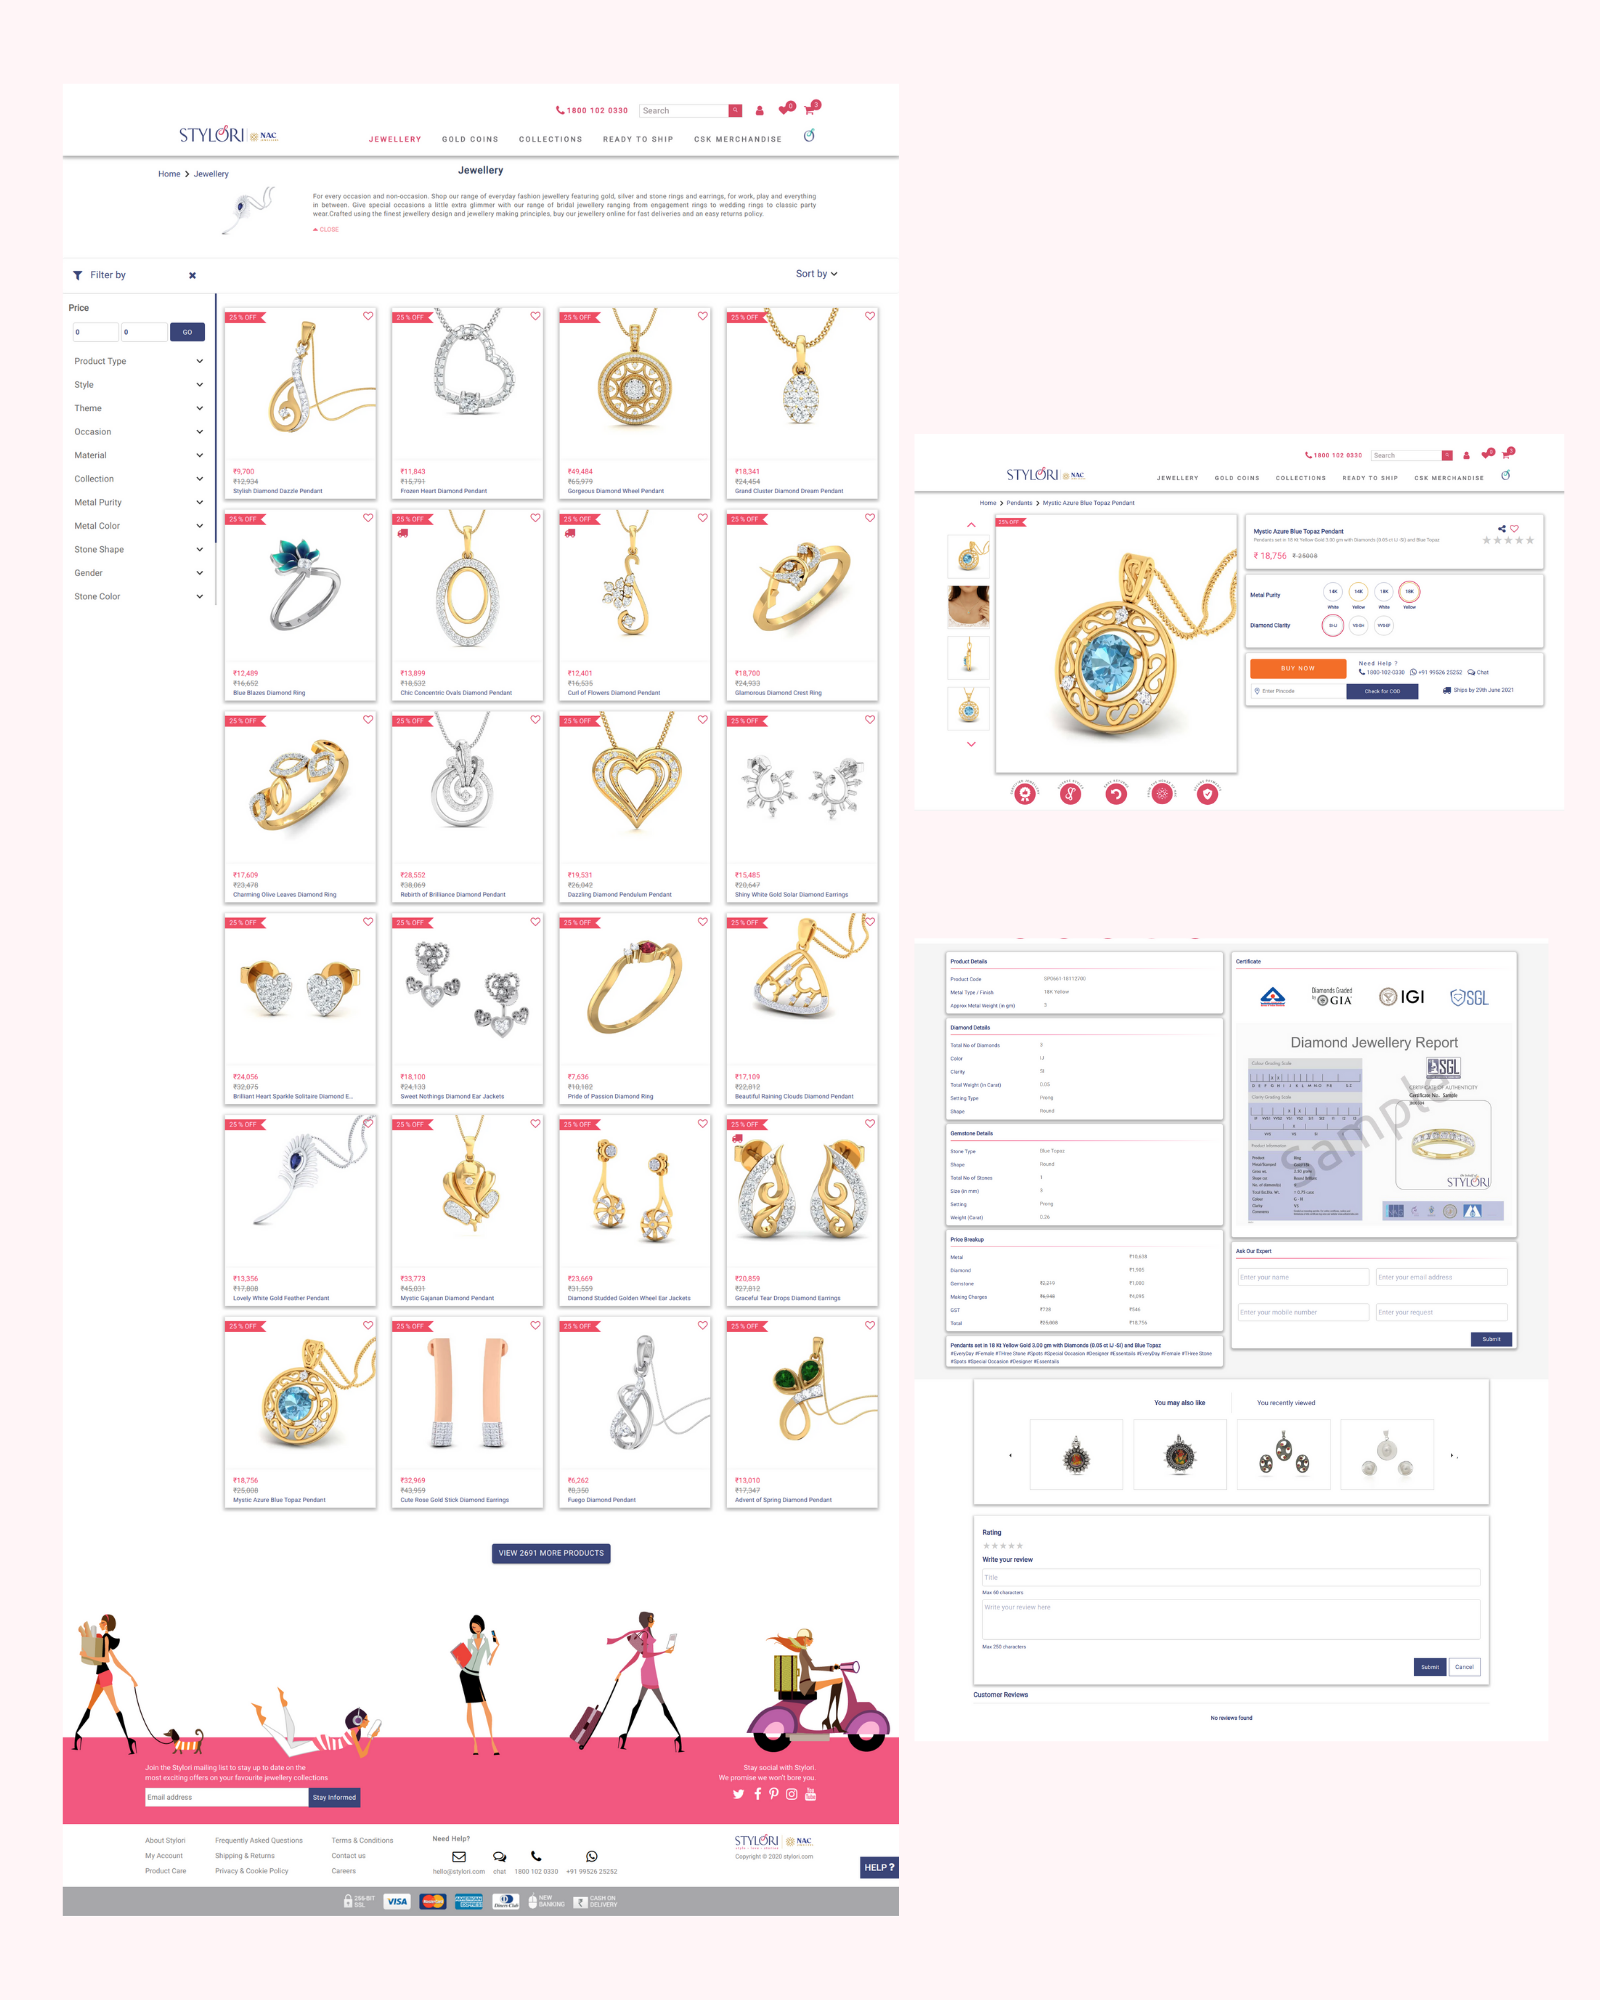 1800 102 0330
Search
0
3
STYLORI NAC
JEWELLERY GOLD COINS COLLECTIONS READY TO SHIP CSK MERCHANDISE
Home > Jewellery
Jewellery
For every occasion and non-occasion. Shop our range of everyday fashion jewellery featuring gold, silver and stone rings and earrings, for work, play and everything
in between. Give special occasions a little extra glimmer with our range of bridal jewellery ranging from engagement rings to wedding rings to classic party
wear.Crafted using the finest jewellery design and jewellery making principles, buy our jewellery online for fast deliveries and an easy returns policy.
CLOSE
Filter by
Sort by
Price
0 0 GO
Product Type
Style
Theme
Occasion
Material
Collection
Metal Purity
Metal Color
Stone Shape
Gender
Stone Color
25 % OFF 25 % OFF 25 % OFF 25 % OFF
₹9,700 ₹11,843 ₹49,484 ₹18,341
₹12,934 ₹15,791 ₹65,979 ₹24,454
Stylish Diamond Dazzle Pendant Frozen Heart Diamond Pendant Gorgeous Diamond Wheel Pendant Grand Cluster Diamond Dream Pendant
25 % OFF 25 % OFF 25 % OFF 25 % OFF
₹12,489 ₹13,899 ₹12,401 ₹18,700
₹16,652 ₹18,532 ₹16,535 ₹24,933
Blue Blazes Diamond Ring Chic Concentric Ovals Diamond Pendant Curl of Flowers Diamond Pendant Glamorous Diamond Crest Ring
25 % OFF 25 % OFF 25 % OFF 25 % OFF
₹17,609 ₹28,552 ₹19,531 ₹15,485
₹23,478 ₹38,069 ₹26,042 ₹20,647
Charming Olive Leaves Diamond Ring Rebirth of Brilliance Diamond Pendant Dazzling Diamond Pendulum Pendant Shiny White Gold Solar Diamond Earrings
25 % OFF 25 % OFF 25 % OFF 25 % OFF
₹24,056 ₹18,100 ₹7,636 ₹17,109
₹32,075 ₹24,133 ₹10,182 ₹22,812
Brilliant Heart Sparkle Solitaire Diamond E... Sweet Nothings Diamond Ear Jackets Pride of Passion Diamond Ring Beautiful Raining Clouds Diamond Pendant
25 % OFF 25 % OFF 25 % OFF 25 % OFF
₹13,356 ₹33,773 ₹23,669 ₹20,859
₹17,808 ₹45,031 ₹31,559 ₹27,812
Lovely White Gold Feather Pendant Mystic Gajanan Diamond Pendant Diamond Studded Golden Wheel Ear Jackets Graceful Tear Drops Diamond Earrings
25 % OFF 25 % OFF 25 % OFF 25 % OFF
₹18,756 ₹32,969 ₹6,262 ₹13,010
₹25,008 ₹43,959 ₹8,350 ₹17,347
Mystic Azure Blue Topaz Pendant Cute Rose Gold Stick Diamond Earrings Fuego Diamond Pendant Advent of Spring Diamond Pendant
VIEW 2691 MORE PRODUCTS
Join the Stylori mailing list to stay up to date on the
most exciting offers on your favourite jewellery collections
Email address Stay Informed
Stay social with Stylori.
We promise we won't bore you.
About Stylori Frequently Asked Questions Terms & Conditions
My Account Shipping & Returns Contact us
Product Care Privacy & Cookie Policy Careers
Need Help?
hello@stylori.com chat 1800 102 0330 +91 99526 25252
STYLORI NAC
Copyright © 2020 stylori.com
HELP ?
256-BIT SSL VISA MasterCard AMERICAN EXPRESS Diners Club NEW BANKING CASH ON DELIVERY
1800 102 0330
Search
STYLORI NAC
JEWELLERY GOLD COINS COLLECTIONS READY TO SHIP CSK MERCHANDISE
Home > Pendants > Mystic Azure Blue Topaz Pendant
25% OFF
Mystic Azure Blue Topaz Pendant
Pendants set in 18 Kt Yellow Gold 3.00 gm with Diamonds (0.05 ct IJ -SI) and Blue Topaz
₹ 18,756 ₹ 25008
Metal Purity 14K 14K 18K 18K
White Yellow White Yellow
Diamond Clarity SI-IJ VS-GH VVS-EF
BUY NOW
Need Help ?
1800-102-0330 +91 99526 25252 Chat
Enter Pincode Check for COD Ships by 29th June 2021
Product Details
Product Code SP0561-18112700
Metal Type / Finish 18K Yellow
Approx Metal Weight (in gm) 3
Diamond Details
Total No of Diamonds 3
Color IJ
Clarity SI
Total Weight (In Carat) 0.05
Setting Type Prong
Shape Round
Gemstone Details
Stone Type Blue Topaz
Shape Round
Total No of Stones 1
Size (in mm) 5
Setting Prong
Weight (Carat) 0.26
Price Breakup
Metal ₹10,638
Diamond
Gemstone
Making Charges ₹4,095
GST ₹728 ₹546
Total ₹25,008 ₹18,756
Pendants set in 18 Kt Yellow Gold 3.00 gm with Diamonds (0.05 ct IJ -SI) and Blue Topaz
#EveryDay #Female #THree Stone #Spots #Special Occasion #Designer #Essentails #EveryDay #Female #THree Stone
#Spots #Special Occasion #Designer #Essentails
Certificate
Diamonds Graded by GIA IGI SGL
Diamond Jewellery Report
Colour Grading Scale
SGL
CERTIFICATE OF AUTHENTICITY
Certificate No. Sample
Clarity Grading Scale
Sample
Product Information
STYLORI
Ask Our Expert
Enter your name Enter your email address
Enter your mobile number Enter your request
Submit
You may also like You recently viewed
Rating
Write your review
Title
Max 60 characters
Write your review here
Max 250 characters
Submit Cancel
Customer Reviews
No reviews found